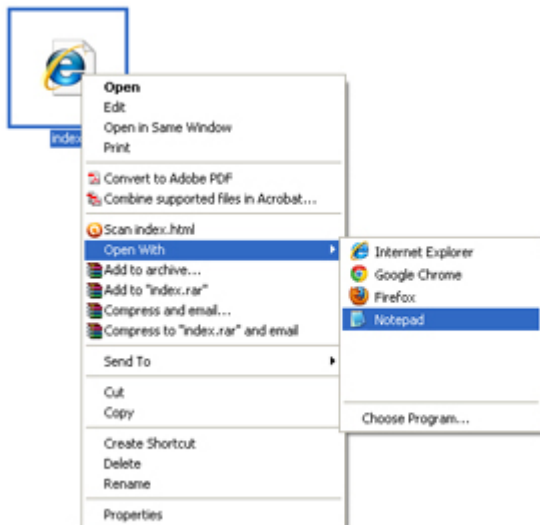 index
Open
Edit
Open in Same Window
Print
Convert to Adobe PDF
Combine supported files in Acrobat...
Scan index.html
Open With
Add to archive...
Add to "index.rar"
Compress and email...
Compress to "index.rar" and email
Send To
Cut
Copy
Create Shortcut
Delete
Rename
Properties
Internet Explorer
Google Chrome
Firefox
Notepad
Choose Program...